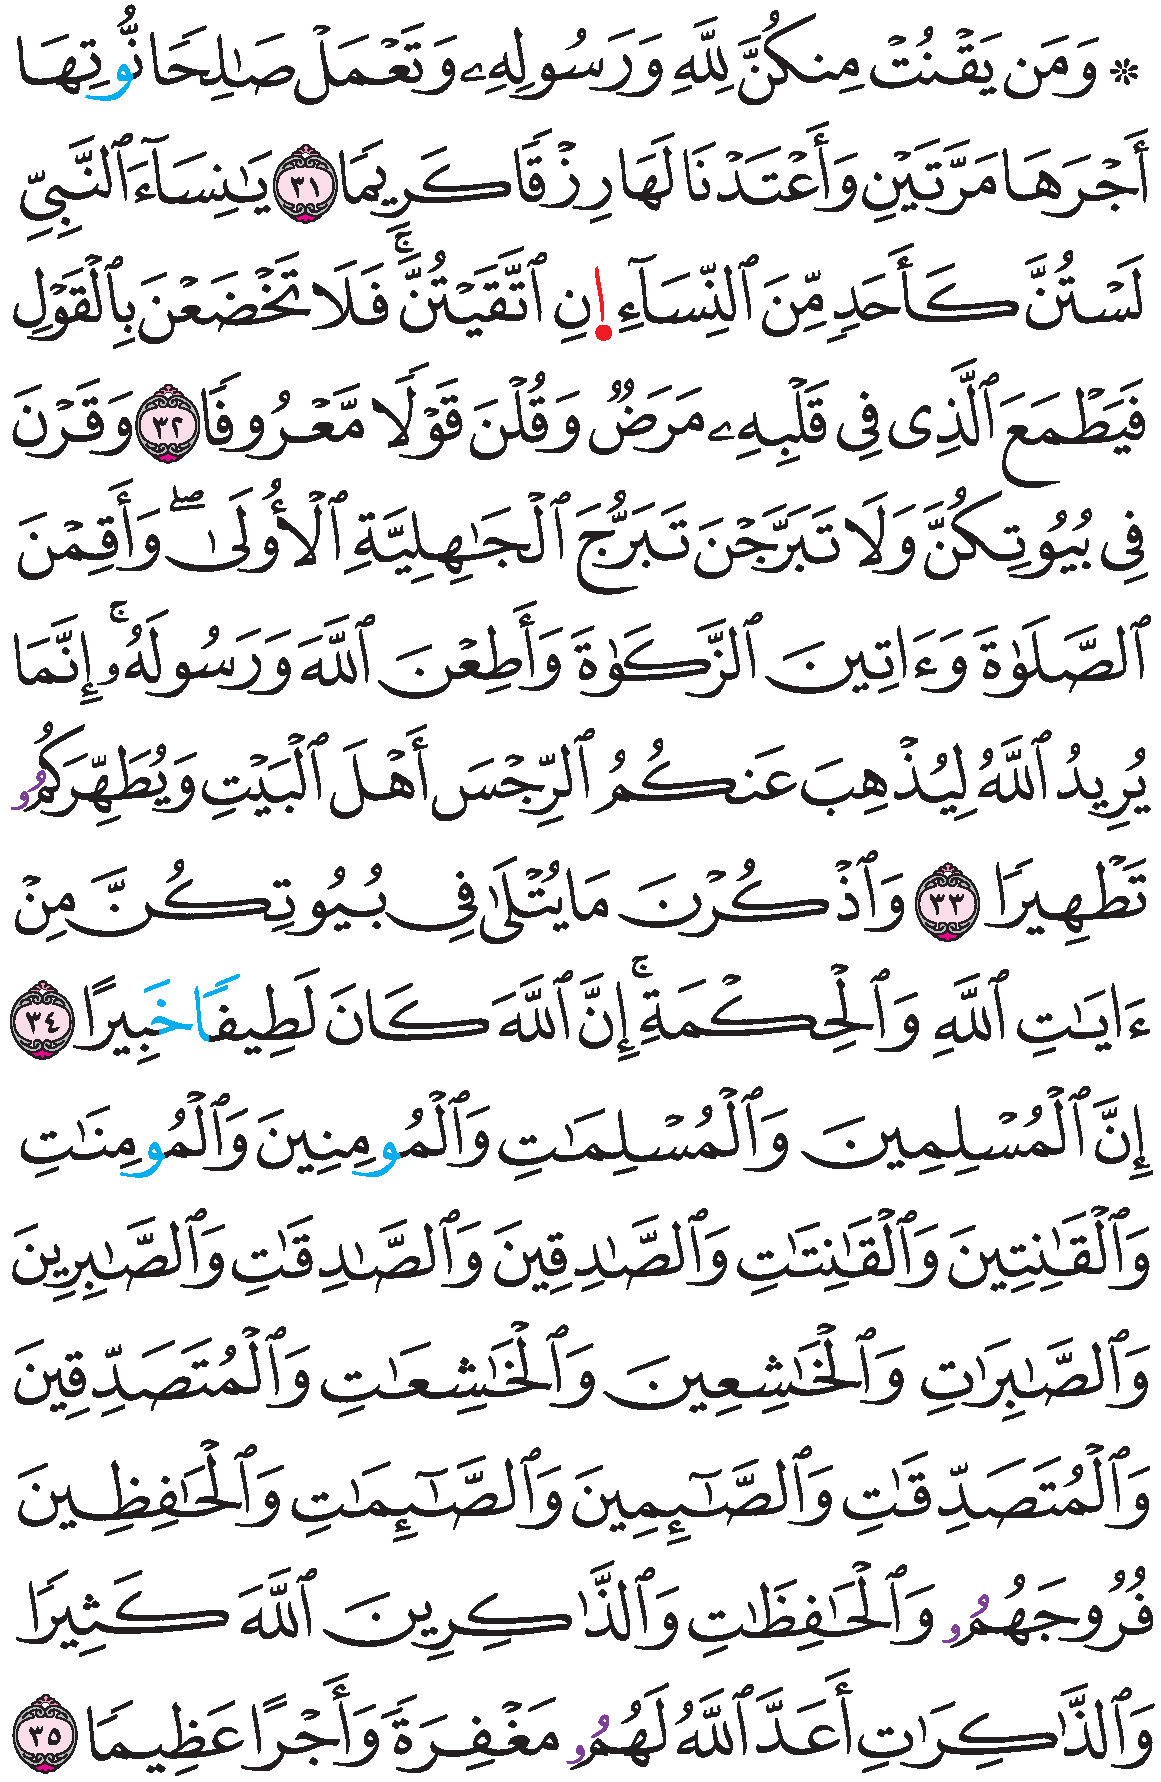 ۞ وَمَن يَقۡنُتۡ مِنكُنَّ لِلَّهِ وَرَسُولِهِۦ وَتَعۡمَلۡ صَٰلِحٗا نُّوتِهَا
أَجۡرَهَا مَرَّتَيۡنِ وَأَعۡتَدۡنَا لَهَا رِزۡقٗا كَرِيمٗا ٣١ يَٰنِسَآءَ ٱلنَّبِيِّ
لَسۡتُنَّ كَأَحَدٖ مِّنَ ٱلنِّسَآءِ ا۪نِ ٱتَّقَيۡتُنَّۚ فَلَا تَخۡضَعۡنَ بِٱلۡقَوۡلِ
فَيَطۡمَعَ ٱلَّذِي فِي قَلۡبِهِۦ مَرَضٞ وَقُلۡنَ قَوۡلٗا مَّعۡرُوفٗا ٣٢ وَقَرۡنَ
فِي بُيُوتِكُنَّ وَلَا تَبَرَّجۡنَ تَبَرُّجَ ٱلۡجَٰهِلِيَّةِ ٱلۡأُولَىٰۖ وَأَقِمۡنَ
ٱلصَّلَوٰةَ وَءَاتِينَ ٱلزَّكَوٰةَ وَأَطِعۡنَ ٱللَّهَ وَرَسُولَهُۥۚ إِنَّمَا
يُرِيدُ ٱللَّهُ لِيُذۡهِبَ عَنكُمُ ٱلرِّجۡسَ أَهۡلَ ٱلۡبَيۡتِ وَيُطَهِّرَكُمُۥ
تَطۡهِيرٗا ٣٣ وَٱذۡكُرۡنَ مَا يُتۡلَىٰ فِي بُيُوتِكُنَّ مِنۡ
ءَايَٰتِ ٱللَّهِ وَٱلۡحِكۡمَةِۚ إِنَّ ٱللَّهَ كَانَ لَطِيفًا خَبِيرًا ٣٤
إِنَّ ٱلۡمُسۡلِمِينَ وَٱلۡمُسۡلِمَٰتِ وَٱلۡمُومِنِينَ وَٱلۡمُومِنَٰتِ
وَٱلۡقَٰنِتِينَ وَٱلۡقَٰنِتَٰتِ وَٱلصَّٰدِقِينَ وَٱلصَّٰدِقَٰتِ وَٱلصَّٰبِرِينَ
وَٱلصَّٰبِرَٰتِ وَٱلۡخَٰشِعِينَ وَٱلۡخَٰشِعَٰتِ وَٱلۡمُتَصَدِّقِينَ
وَٱلۡمُتَصَدِّقَٰتِ وَٱلصَّٰٓئِمِينَ وَٱلصَّٰٓئِمَٰتِ وَٱلۡحَٰفِظِينَ
فُرُوجَهُمُۥ وَٱلۡحَٰفِظَٰتِ وَٱلذَّٰكِرِينَ ٱللَّهَ كَثِيرٗا
وَٱلذَّٰكِرَٰتِ أَعَدَّ ٱللَّهُ لَهُمُۥ مَغۡفِرَةٗ وَأَجۡرًا عَظِيمٗا ٣٥